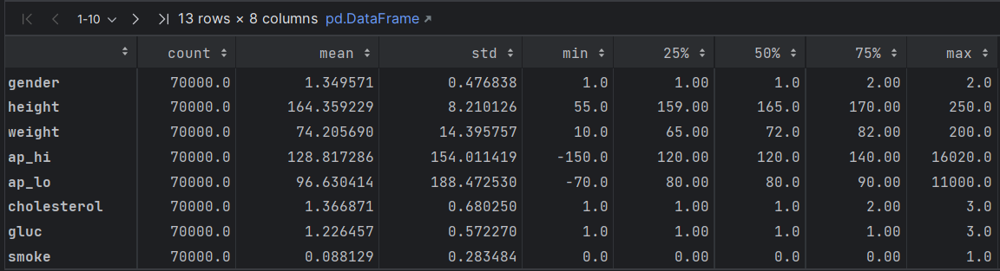 1-10 13 rows × 8 columns pd.DataFrame
count mean std min 25% 50% 75% max
gender 70000.0 1.349571 0.476838 1.0 1.00 1.0 2.00 2.0
height 70000.0 164.359229 8.210126 55.0 159.00 165.0 170.00 250.0
weight 70000.0 74.205690 14.395757 10.0 65.00 72.0 82.00 200.0
ap_hi 70000.0 128.817286 154.011419 -150.0 120.00 120.0 140.00 16020.0
ap_lo 70000.0 96.630414 188.472530 -70.0 80.00 80.0 90.00 11000.0
cholesterol 70000.0 1.366871 0.680250 1.0 1.00 1.0 2.00 3.0
gluc 70000.0 1.226457 0.572270 1.0 1.00 1.0 1.00 3.0
smoke 70000.0 0.088129 0.283484 0.0 0.00 0.0 0.00 1.0